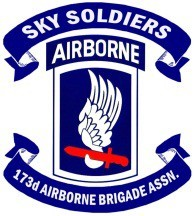 SKY SOLDIERS
AIRBORNE
173d AIRBORNE BRIGADE ASSN.